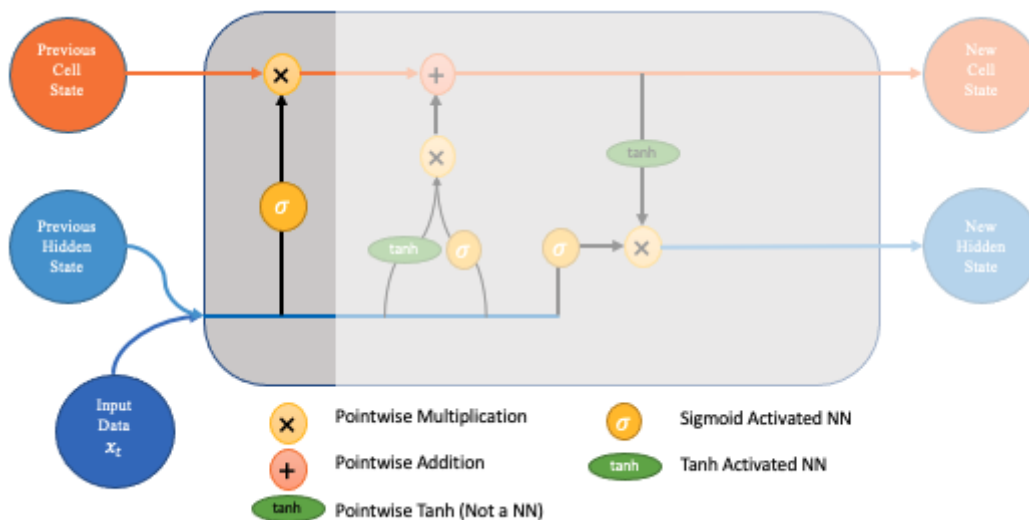 Previous
Cell
State
×
+
New
Cell
State
×
tanh
σ
Previous
Hidden
State
tanh
σ
σ
×
New
Hidden
State
Input
Data
xₜ
× Pointwise Multiplication
σ Sigmoid Activated NN
+ Pointwise Addition
tanh Tanh Activated NN
tanh Pointwise Tanh (Not a NN)